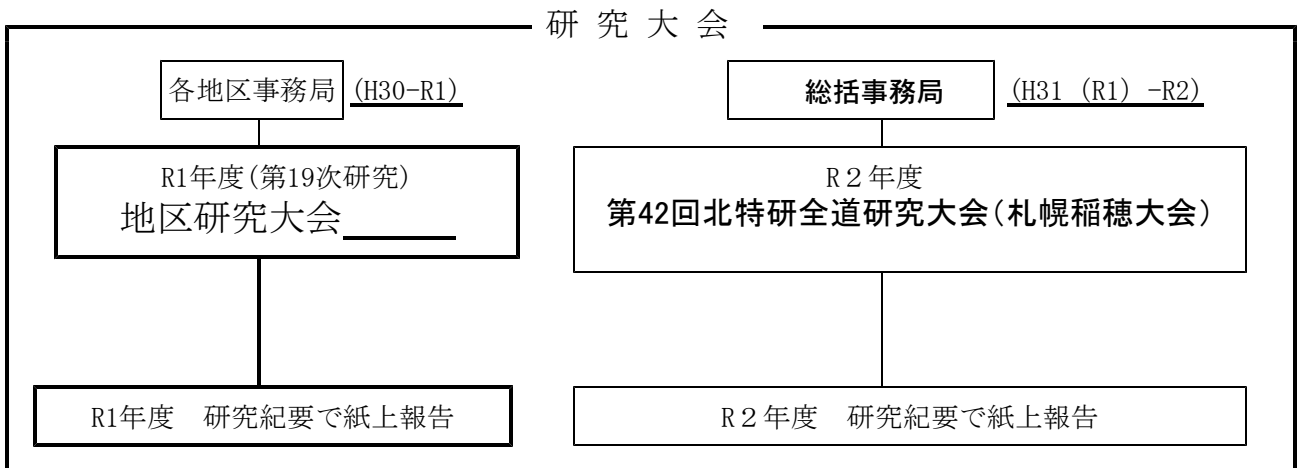 研 究 大 会
各地区事務局 (H30-R1)
R1年度(第19次研究)
地区研究大会
R1年度　研究紀要で紙上報告
総括事務局 (H31 (R1) -R2)
R２年度
第42回北特研全道研究大会(札幌稲穂大会)
R２年度　研究紀要で紙上報告